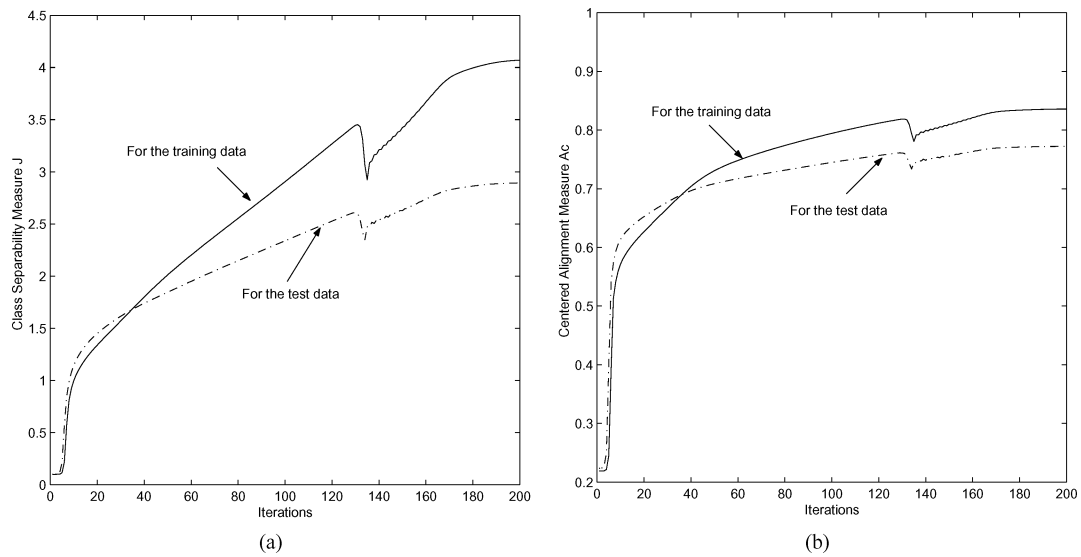 4.5
4
3.5
3
2.5
2
1.5
1
0.5
0
Class Separability Measure J
For the training data
For the test data
0 20 40 60 80 100 120 140 160 180 200
Iterations
(a)
1
0.9
0.8
0.7
0.6
0.5
0.4
0.3
0.2
Centered Alignment Measure Ac
For the training data
For the test data
0 20 40 60 80 100 120 140 160 180 200
Iterations
(b)